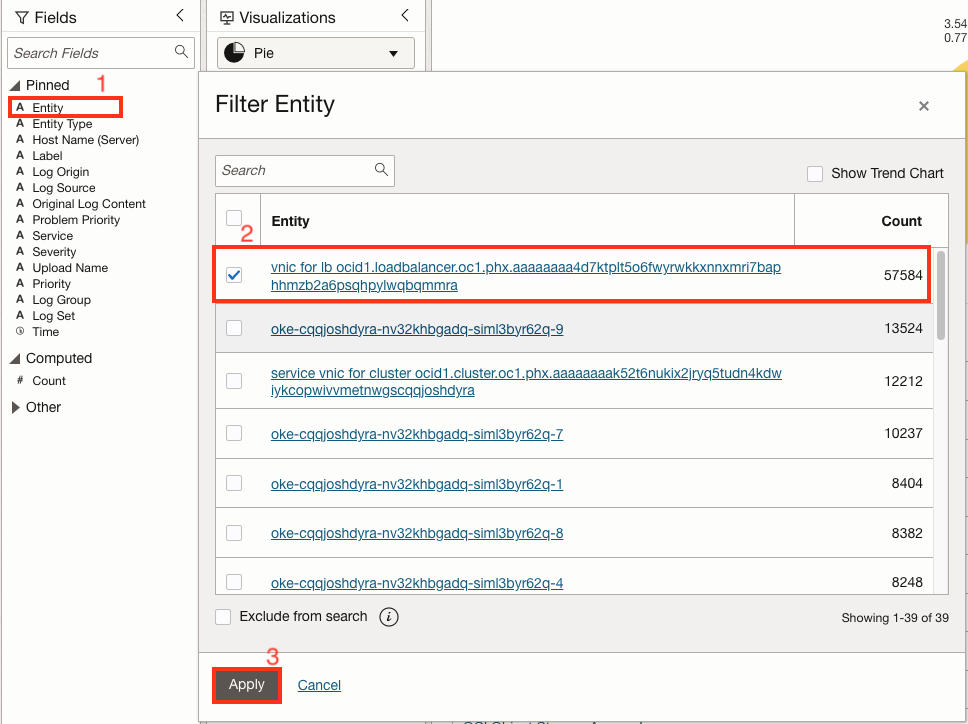 Fields
Visualizations
3.54
0.77
Search Fields
Pie
Pinned
1
Entity
Entity Type
Host Name (Server)
Label
Log Origin
Log Source
Original Log Content
Problem Priority
Service
Severity
Upload Name
Priority
Log Group
Log Set
Time
Computed
# Count
Other
Filter Entity
Search
Show Trend Chart
Entity
Count
2
vnic for lb ocid1.loadbalancer.oc1.phx.aaaaaaaa4d7ktplt5o6fwyrwkkxnnxmri7bap
hhmzb2a6psqhpylwqbqmmra
57584
oke-cqqjoshdyra-nv32khbgadq-siml3byr62q-9
13524
service vnic for cluster ocid1.cluster.oc1.phx.aaaaaaaak52t6nukix2jryq5tudn4kdw
iykcopwivvmetnwgscqqjoshdyra
12212
oke-cqqjoshdyra-nv32khbgadq-siml3byr62q-7
10237
oke-cqqjoshdyra-nv32khbgadq-siml3byr62q-1
8404
oke-cqqjoshdyra-nv32khbgadq-siml3byr62q-8
8382
oke-cqqjoshdyra-nv32khbgadq-siml3byr62q-4
8248
Exclude from search
Showing 1-39 of 39
3
Apply
Cancel